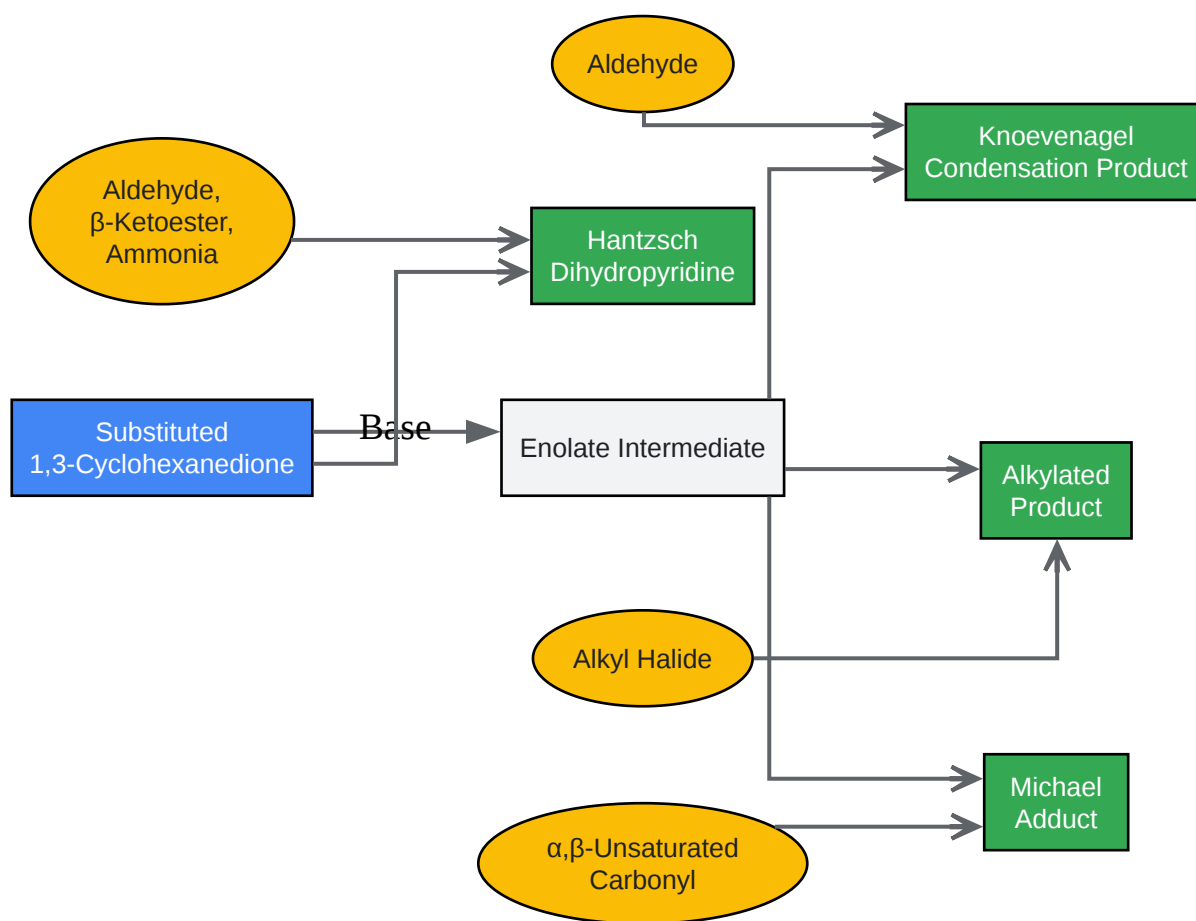 Aldehyde
Knoevenagel
Condensation Product
Aldehyde,
β-Ketoester,
Ammonia
Hantzsch
Dihydropyridine
Substituted
1,3-Cyclohexanedione
Base
Enolate Intermediate
Alkylated
Product
Alkyl Halide
Michael
Adduct
α,β-Unsaturated
Carbonyl